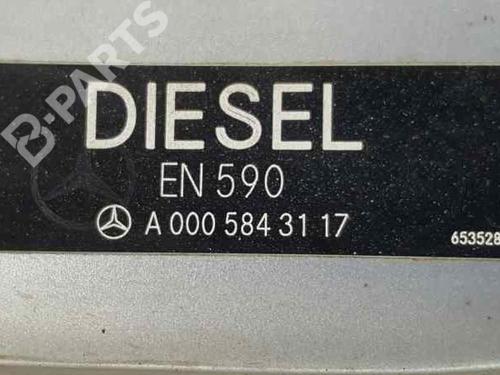 B-PARTS
DIESEL
EN 590
A 000 584 31 17
653528